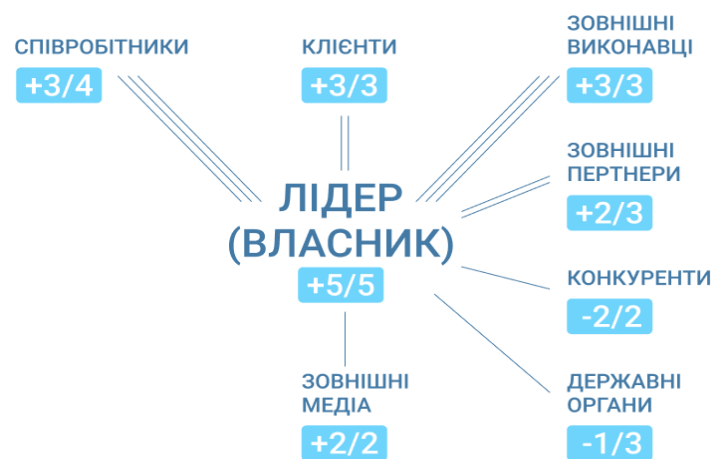 СПІВРОБІТНИКИ
+3/4
КЛІЄНТИ
+3/3
ЗОВНІШНІ
ВИКОНАВЦІ
+3/3
ЗОВНІШНІ
ПЕРТНЕРИ
+2/3
ЛІДЕР
(ВЛАСНИК)
+5/5
КОНКУРЕНТИ
-2/2
ЗОВНІШНІ
МЕДІА
+2/2
ДЕРЖАВНІ
ОРГАНИ
-1/3